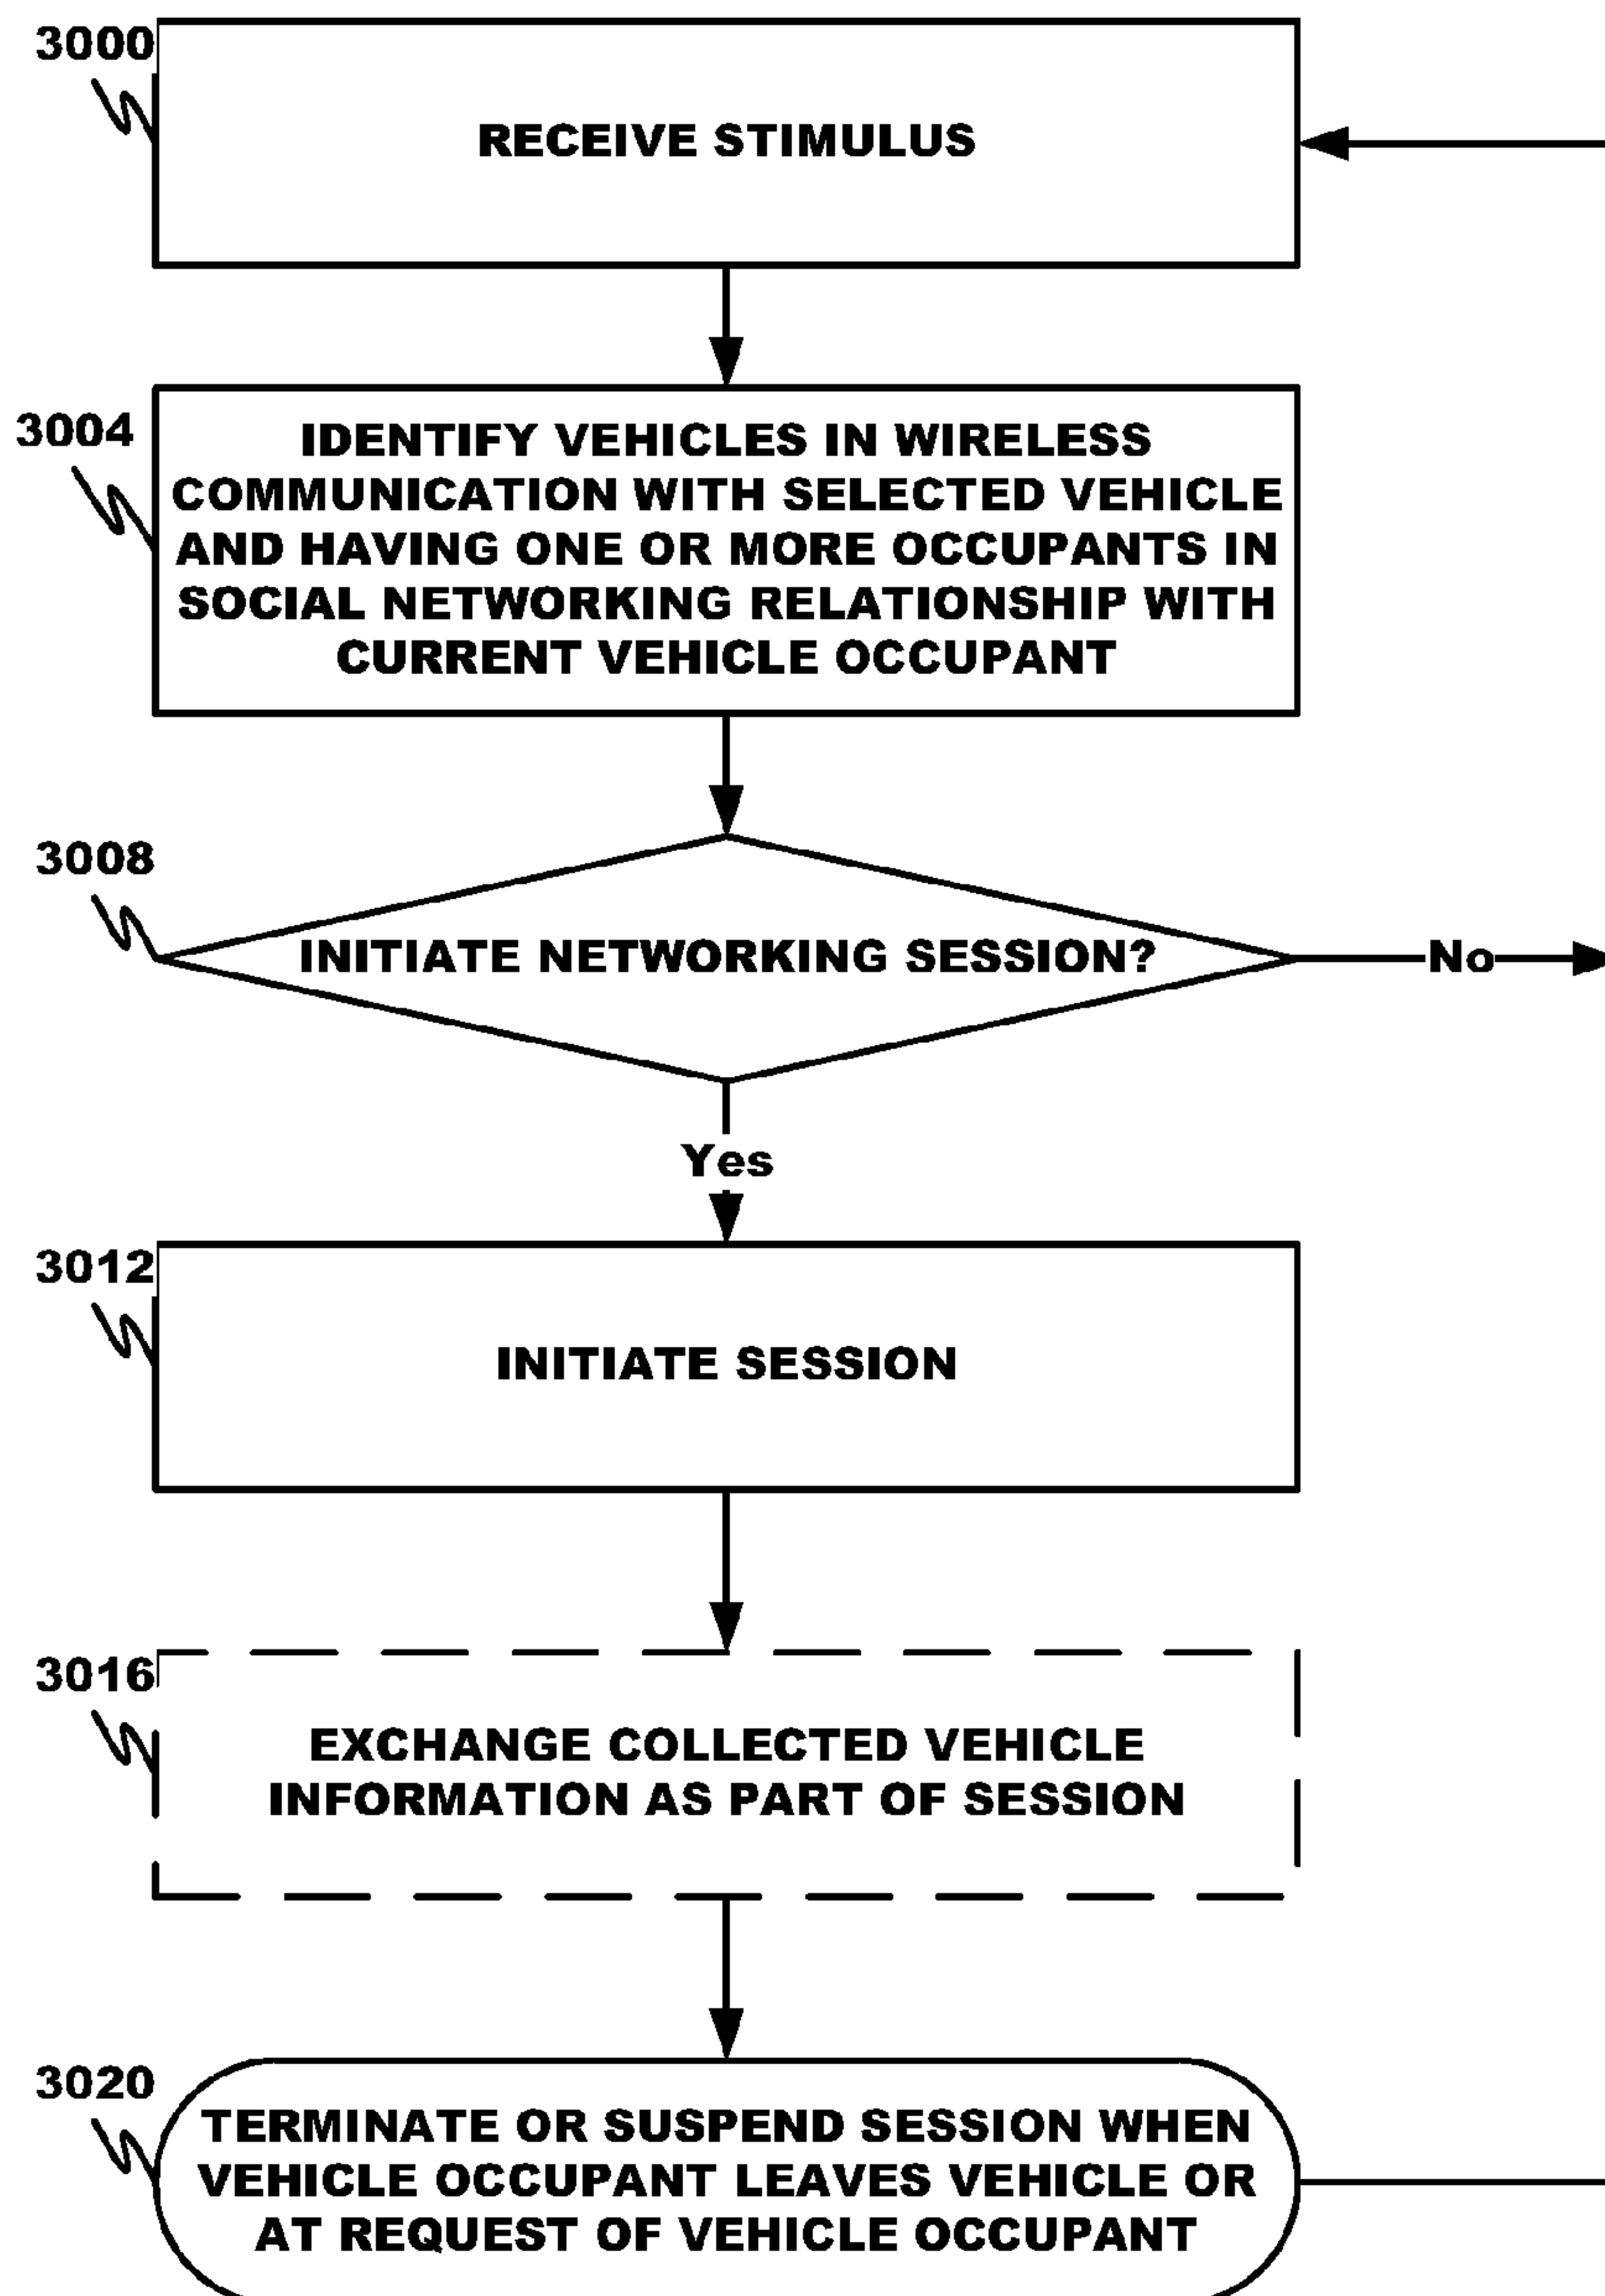 3000
RECEIVE STIMULUS
3004
IDENTIFY VEHICLES IN WIRELESS
COMMUNICATION WITH SELECTED VEHICLE
AND HAVING ONE OR MORE OCCUPANTS IN
SOCIAL NETWORKING RELATIONSHIP WITH
CURRENT VEHICLE OCCUPANT
3008
INITIATE NETWORKING SESSION?
No
Yes
3012
INITIATE SESSION
3016
EXCHANGE COLLECTED VEHICLE
INFORMATION AS PART OF SESSION
3020
TERMINATE OR SUSPEND SESSION WHEN
VEHICLE OCCUPANT LEAVES VEHICLE OR
AT REQUEST OF VEHICLE OCCUPANT